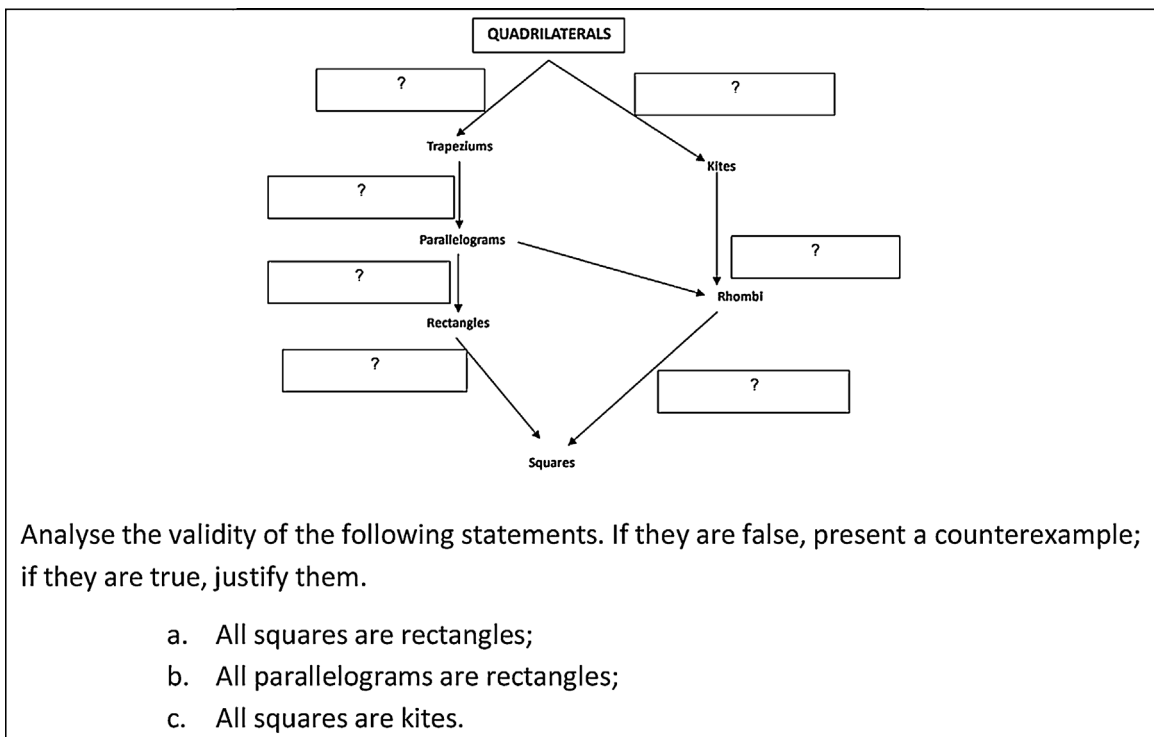 QUADRILATERALS
?
?
Trapeziums
Kites
?
Parallelograms
?
?
Rhombi
Rectangles
?
?
Squares
Analyse the validity of the following statements. If they are false, present a counterexample;
if they are true, justify them.
a. All squares are rectangles;
b. All parallelograms are rectangles;
c. All squares are kites.